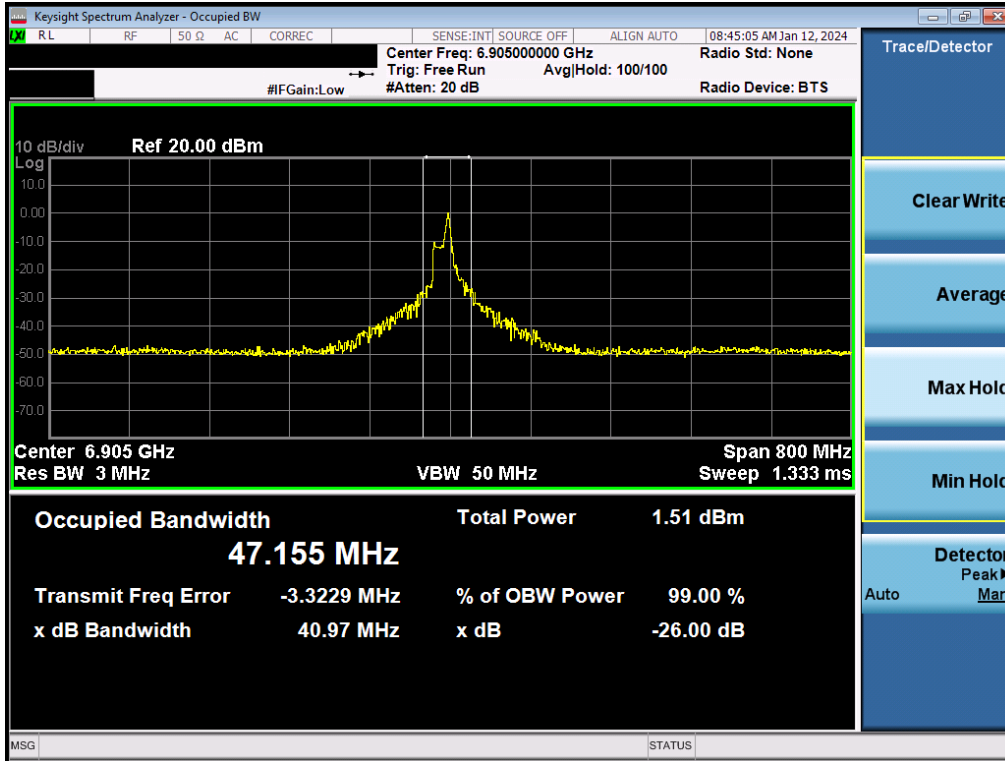 Keysight Spectrum Analyzer - Occupied BW
LXI RL RF 50 Ω AC CORREC SENSE:INT SOURCE OFF ALIGN AUTO 08:45:05 AM Jan 12, 2024
Center Freq: 6.905000000 GHz Radio Std: None
Trig: Free Run Avg|Hold: 100/100
#IFGain:Low #Atten: 20 dB Radio Device: BTS
Trace/Detector
10 dB/div Ref 20.00 dBm
Log
10.0
0.00
-10.0
-20.0
-30.0
-40.0
-50.0
-60.0
-70.0
Center 6.905 GHz Span 800 MHz
Res BW 3 MHz VBW 50 MHz Sweep 1.333 ms
Occupied Bandwidth Total Power 1.51 dBm
47.155 MHz
Transmit Freq Error -3.3229 MHz % of OBW Power 99.00 %
x dB Bandwidth 40.97 MHz x dB -26.00 dB
Clear Write
Average
Max Hold
Min Hold
Detector
Peak▶
Auto Man
MSG STATUS